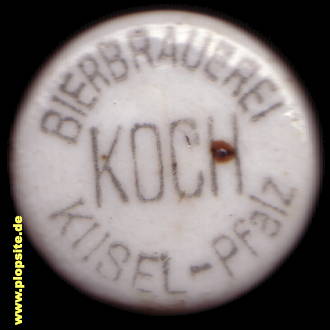 BIERBRAUEREI
KOCH
KUSEL-Pfalz
www.plopsite.de